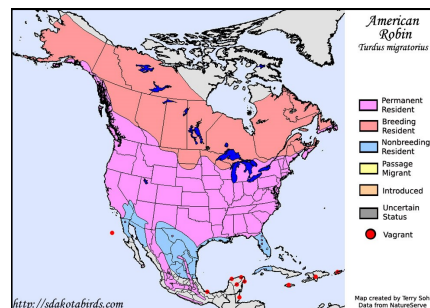 American
Robin
Turdus migratorius
Permanent
Resident
Breeding
Resident
Nonbreeding
Resident
Passage
Migrant
Introduced
Uncertain
Status
Vagrant
http://sdakotabirds.com
Map created by Terry Soh
Data from NatureServe